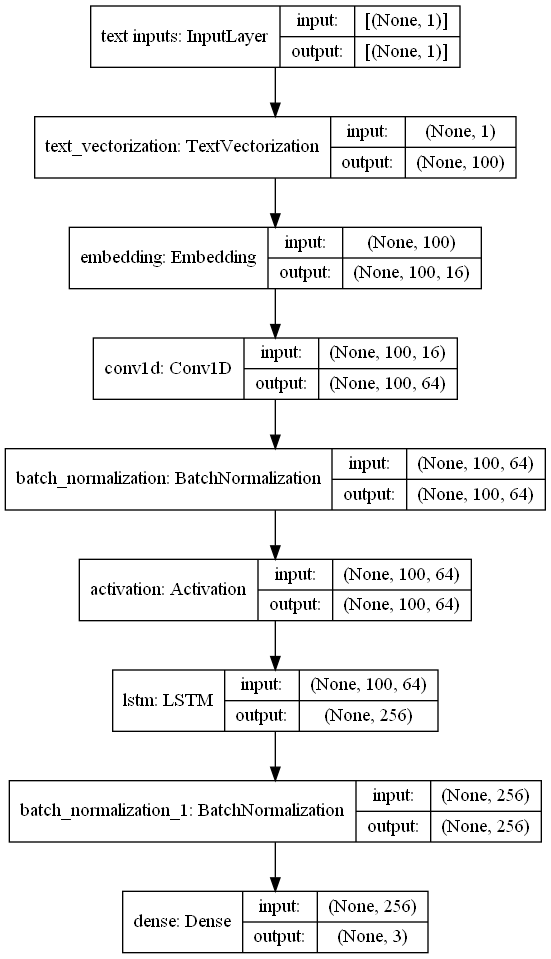 text inputs: InputLayer
input: [(None, 1)]
output: [(None, 1)]
text_vectorization: TextVectorization
input: (None, 1)
output: (None, 100)
embedding: Embedding
input: (None, 100)
output: (None, 100, 16)
conv1d: Conv1D
input: (None, 100, 16)
output: (None, 100, 64)
batch_normalization: BatchNormalization
input: (None, 100, 64)
output: (None, 100, 64)
activation: Activation
input: (None, 100, 64)
output: (None, 100, 64)
lstm: LSTM
input: (None, 100, 64)
output: (None, 256)
batch_normalization_1: BatchNormalization
input: (None, 256)
output: (None, 256)
dense: Dense
input: (None, 256)
output: (None, 3)